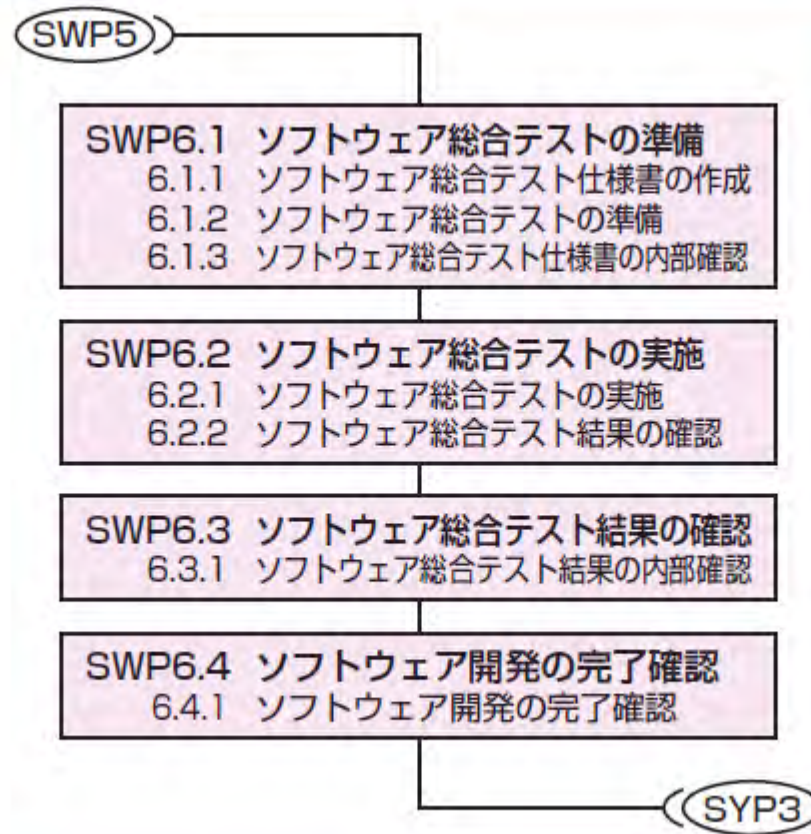 SWP5
SWP6.1 ソフトウェア総合テストの準備
6.1.1 ソフトウェア総合テスト仕様書の作成
6.1.2 ソフトウェア総合テストの準備
6.1.3 ソフトウェア総合テスト仕様書の内部確認
SWP6.2 ソフトウェア総合テストの実施
6.2.1 ソフトウェア総合テストの実施
6.2.2 ソフトウェア総合テスト結果の確認
SWP6.3 ソフトウェア総合テスト結果の確認
6.3.1 ソフトウェア総合テスト結果の内部確認
SWP6.4 ソフトウェア開発の完了確認
6.4.1 ソフトウェア開発の完了確認
SYP3